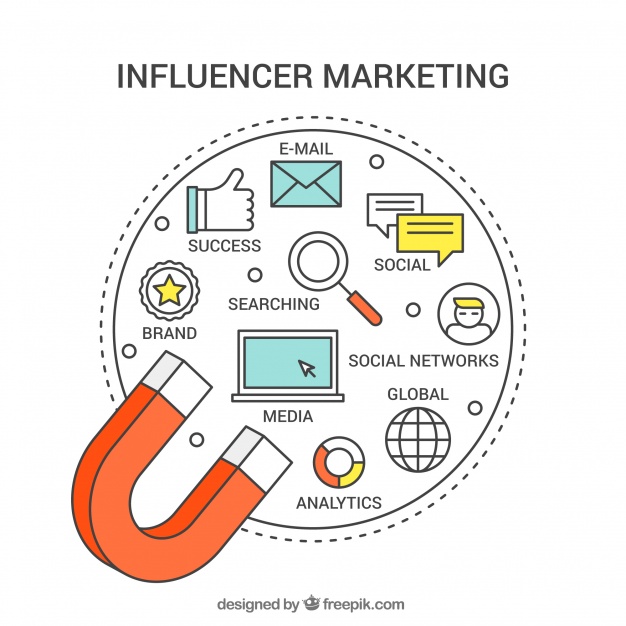 INFLUENCER MARKETING
E-MAIL
SUCCESS
SOCIAL
SEARCHING
BRAND
SOCIAL NETWORKS
MEDIA
GLOBAL
ANALYTICS
designed by freepik.com